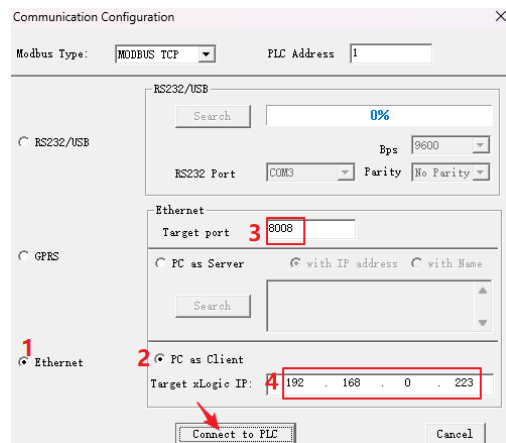 Communication Configuration
Modbus Type: MODBUS TCP PLC Address 1
RS232/USB
Search 0%
RS232/USB
Bps 9600
RS232 Port COM3 Parity No Parity
Ethernet
Target port 3 8008
GPRS
PC as Server with IP address with Name
Search
1
Ethernet
2 PC as Client
Target xLogic IP: 4 192 . 168 . 0 . 223
Connect to PLC Cancel